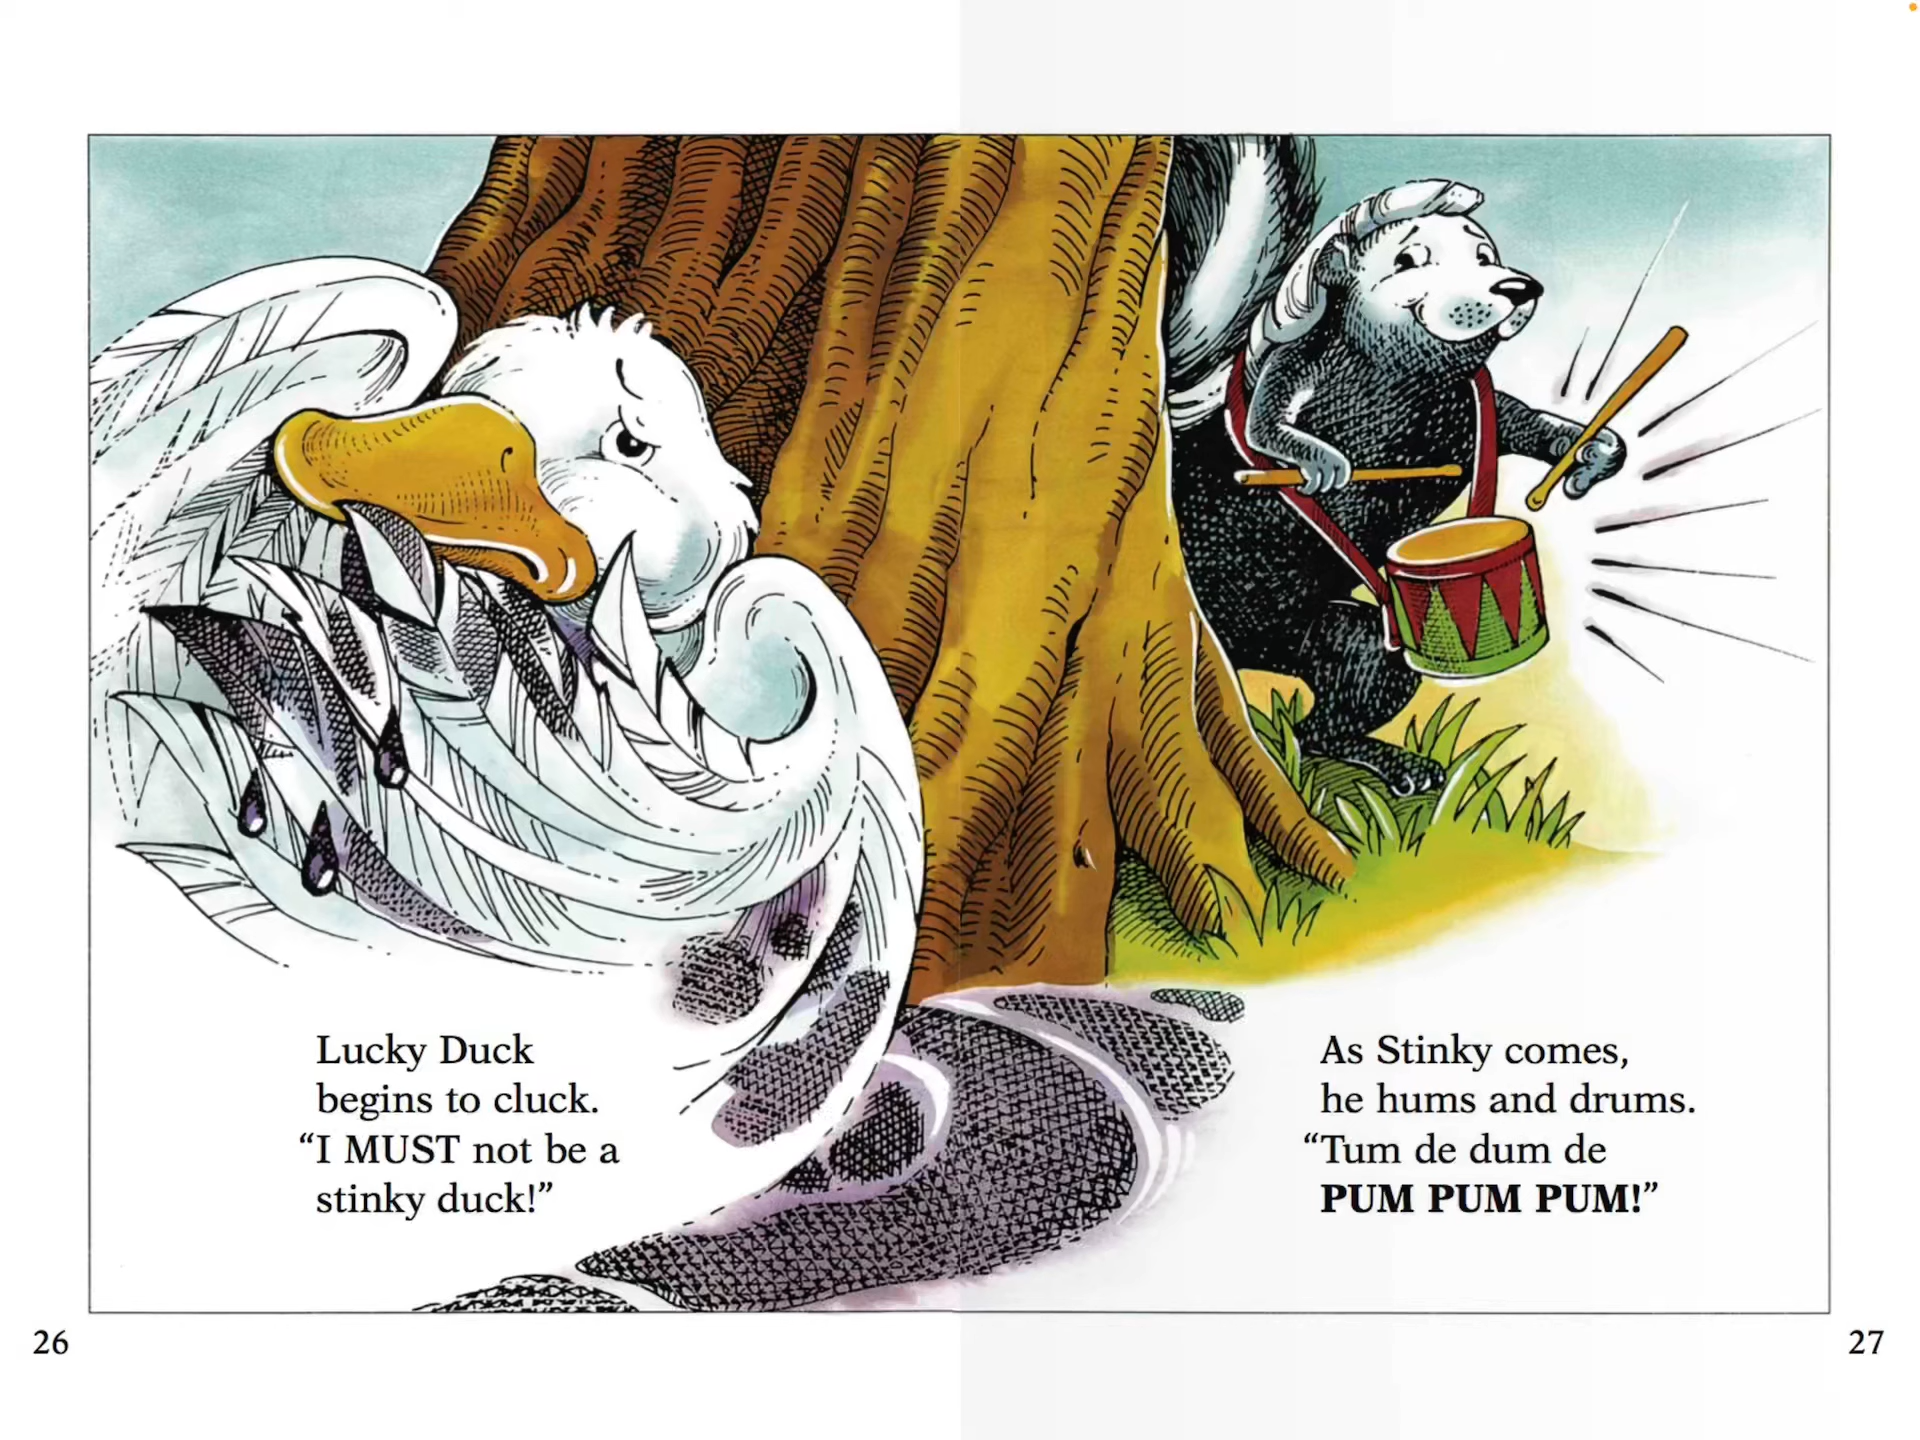 Lucky Duck
begins to cluck.
“I MUST not be a
stinky duck!”
26
As Stinky comes,
he hums and drums.
“Tum de dum de
PUM PUM PUM!”
27